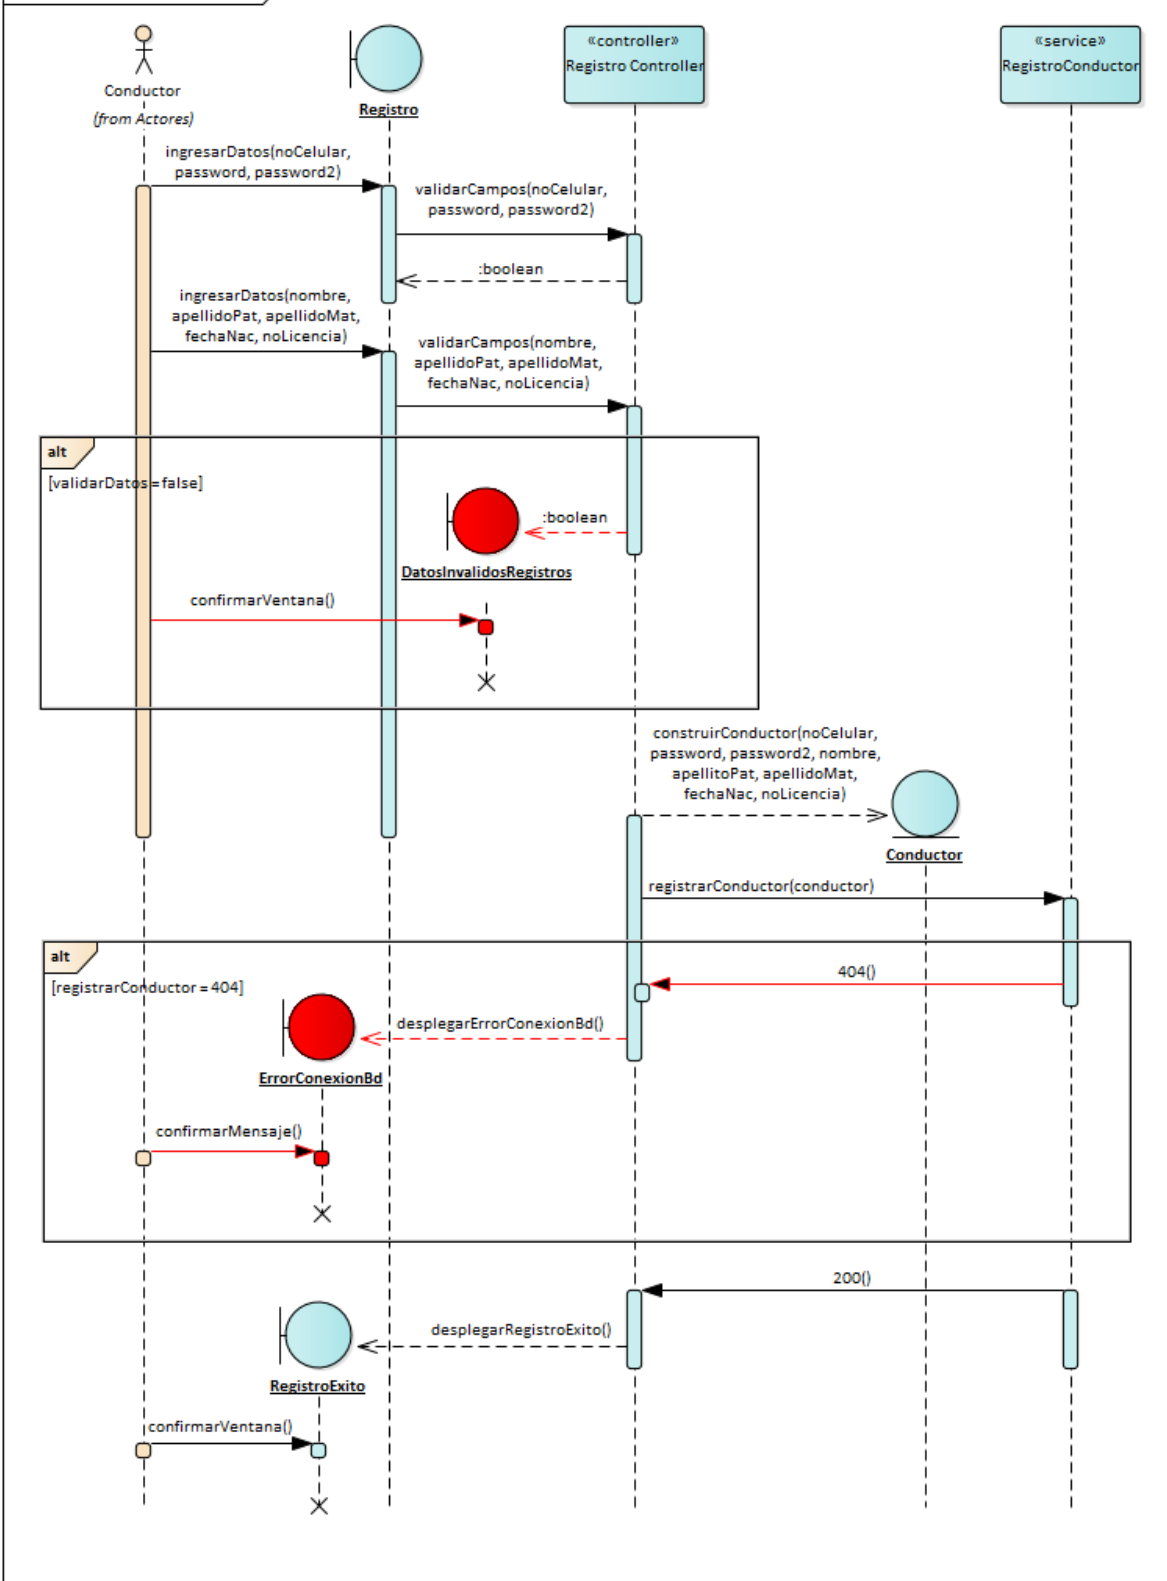 «controller»
Registro Controller
«service»
RegistroConductor
Conductor
(from Actores)
Registro
ingresarDatos(noCelular,
password, password2)
validarCampos(noCelular,
password, password2)
:boolean
ingresarDatos(nombre,
apellidoPat, apellidoMat,
fechaNac, noLicencia)
validarCampos(nombre,
apellidoPat, apellidoMat,
fechaNac, noLicencia)
alt
[validarDatos=false]
:boolean
DatosInvalidosRegistros
confirmarVentana()
construirConductor(noCelular,
password, password2, nombre,
apellitoPat, apellidoMat,
fechaNac, noLicencia)
Conductor
registrarConductor(conductor)
alt
[registrarConductor = 404]
404()
desplegarErrorConexionBd()
ErrorConexionBd
confirmarMensaje()
200()
desplegarRegistroExito()
RegistroExito
confirmarVentana()